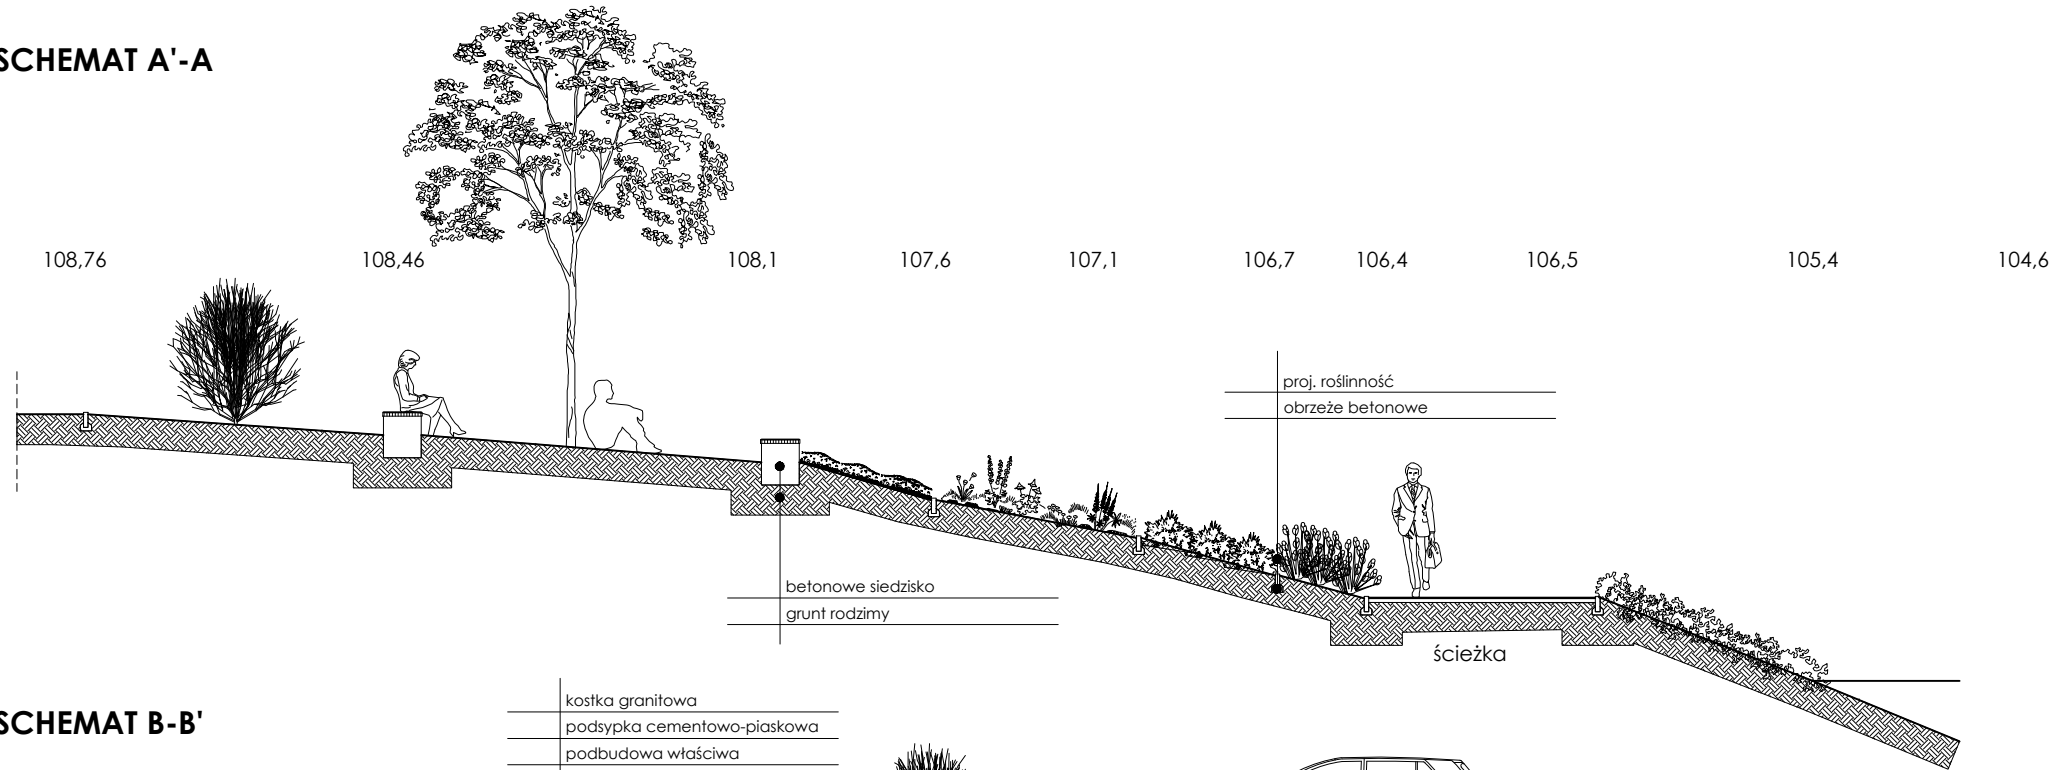 SCHEMAT A'-A
108,76 108,46 108,1 107,6 107,1 106,7 106,4 106,5 105,4 104,6
proj. roślinność
obrzeże betonowe
betonowe siedzisko
grunt rodzimy
ścieżka
SCHEMAT B-B'
kostka granitowa
podsypka cementowo-piaskowa
podbudowa właściwa